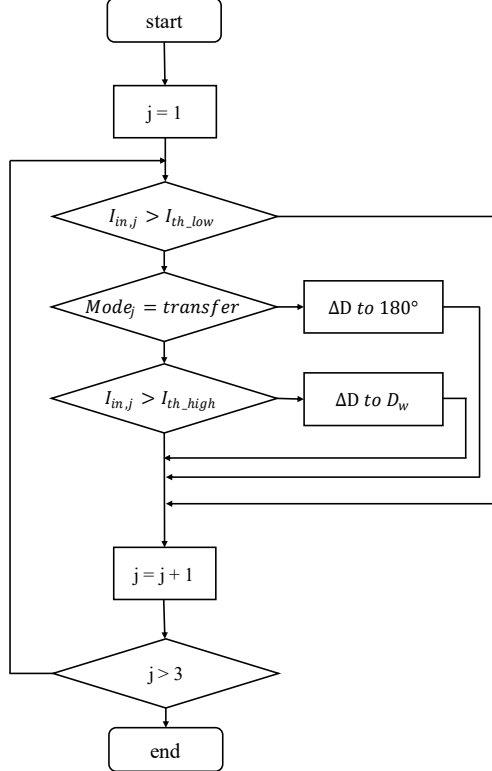 start
j = 1
I_{in,j} > I_{th_low}
Mode_j = transfer
ΔD to 180°
I_{in,j} > I_{th_high}
ΔD to D_w
j = j + 1
j > 3
end